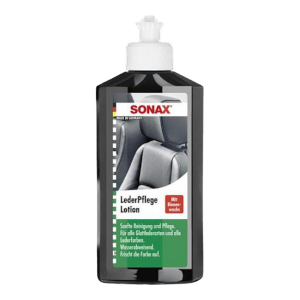 SONAX
MADE IN GERMANY
LederPflege
Lotion
Mit
Bienen-
wachs
Sanfte Reinigung und Pflege.
Für alle Glattlederarten und alle
Lederfarben.
Wasserabweisend.
Frischt die Farbe auf.